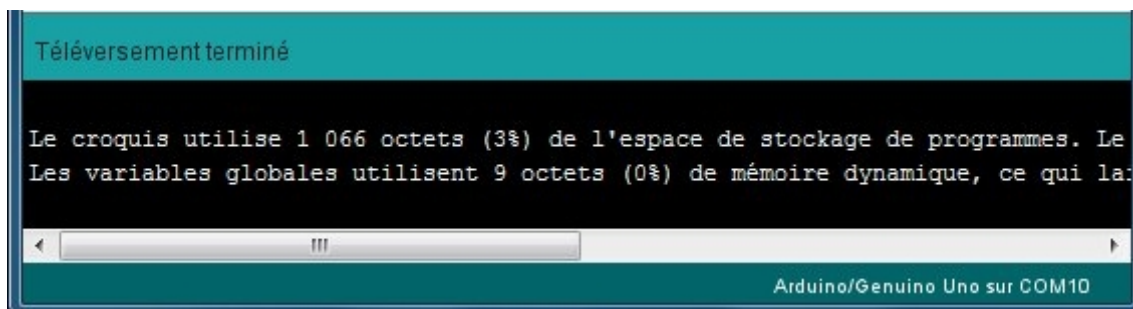 Téléversement terminé
Le croquis utilise 1 066 octets (3%) de l'espace de stockage de programmes. Le
Les variables globales utilisent 9 octets (0%) de mémoire dynamique, ce qui
Arduino/Genuino Uno sur COM10